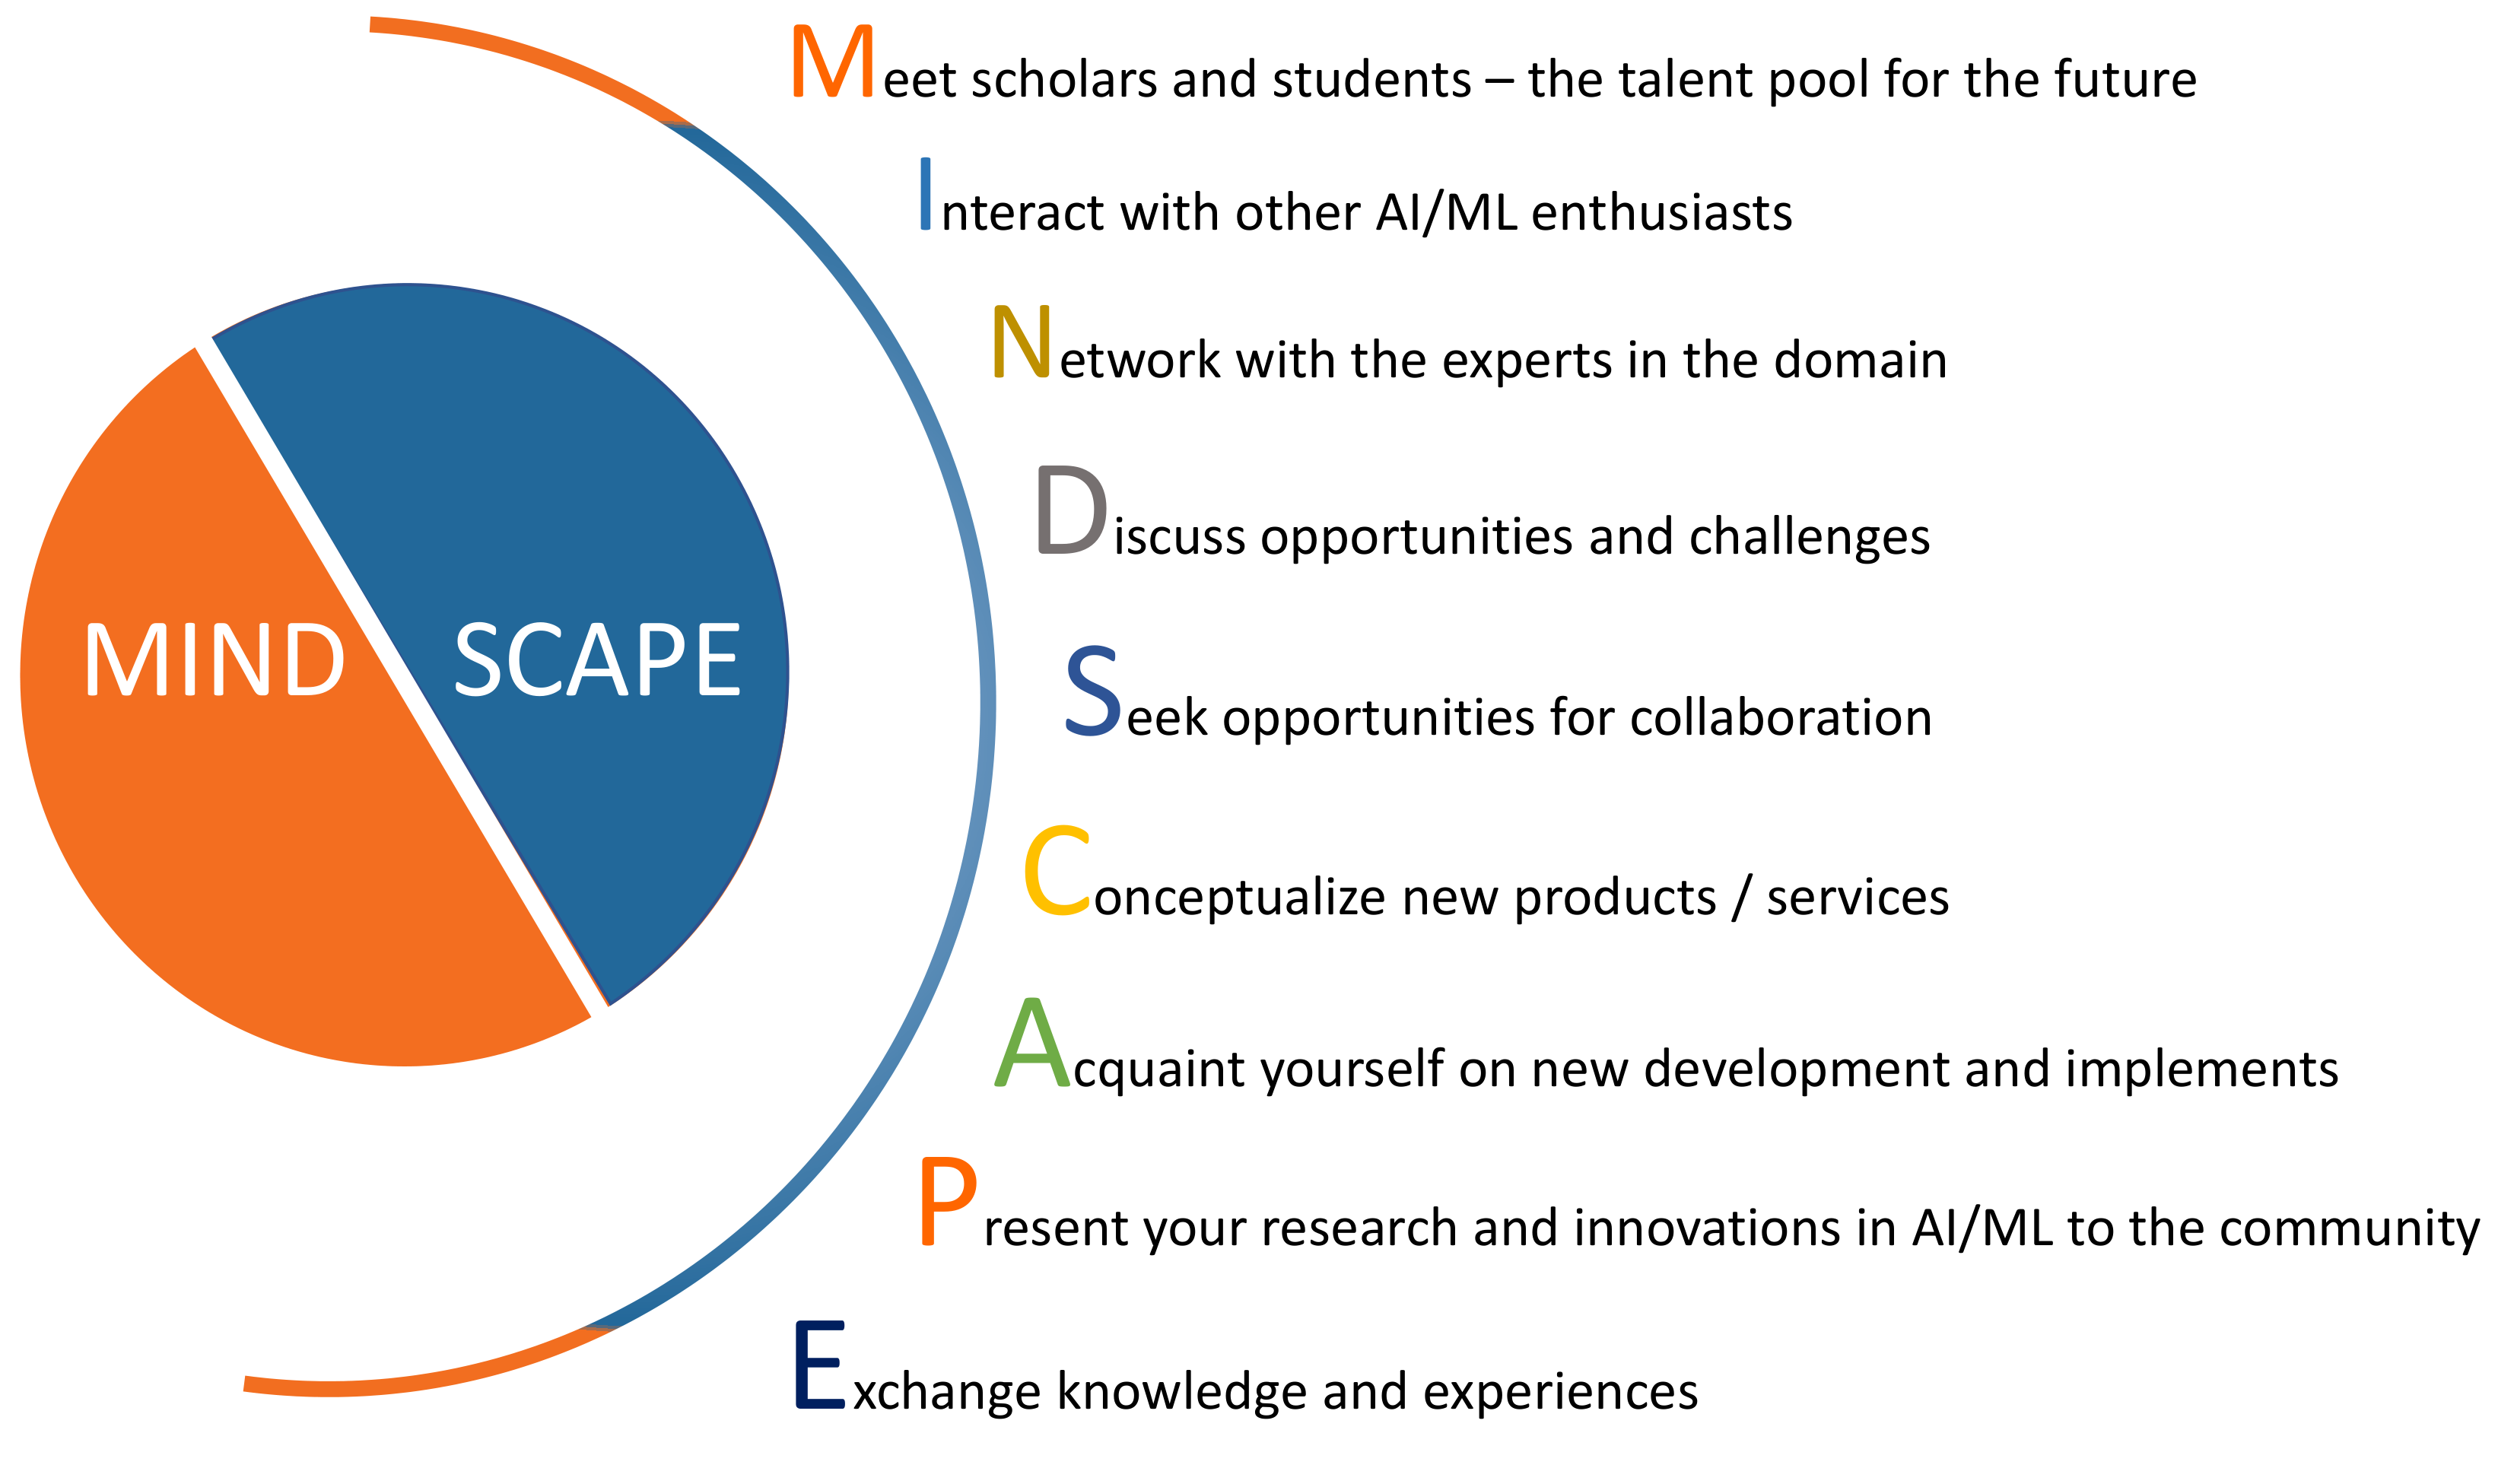 Meet scholars and students – the talent pool for the future
Interact with other AI/ML enthusiasts
Network with the experts in the domain
Discuss opportunities and challenges
MIND SCAPE
Seek opportunities for collaboration
Conceptualize new products / services
Acquaint yourself on new development and implements
Present your research and innovations in AI/ML to the community
Exchange knowledge and experiences